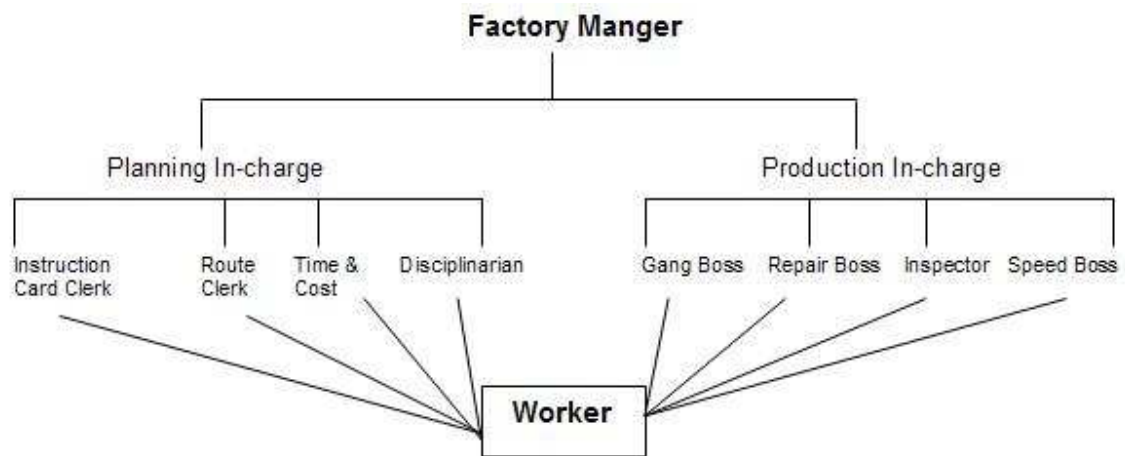 Factory Manger
Planning In-charge
Production In-charge
Instruction
Card Clerk
Route
Clerk
Time &
Cost
Disciplinarian
Gang Boss
Repair Boss
Inspector
Speed Boss
Worker